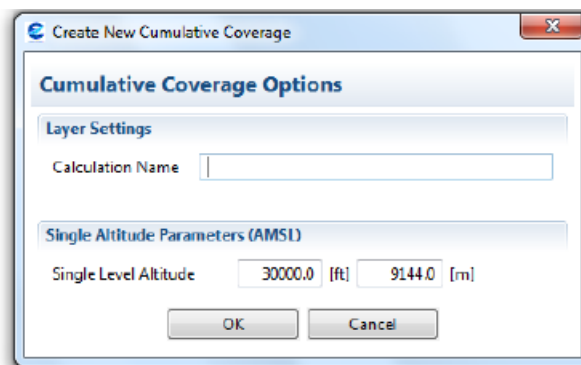 Create New Cumulative Coverage
Cumulative Coverage Options
Layer Settings
Calculation Name
Single Altitude Parameters (AMSL)
Single Level Altitude 30000.0 [ft] 9144.0 [m]
OK Cancel